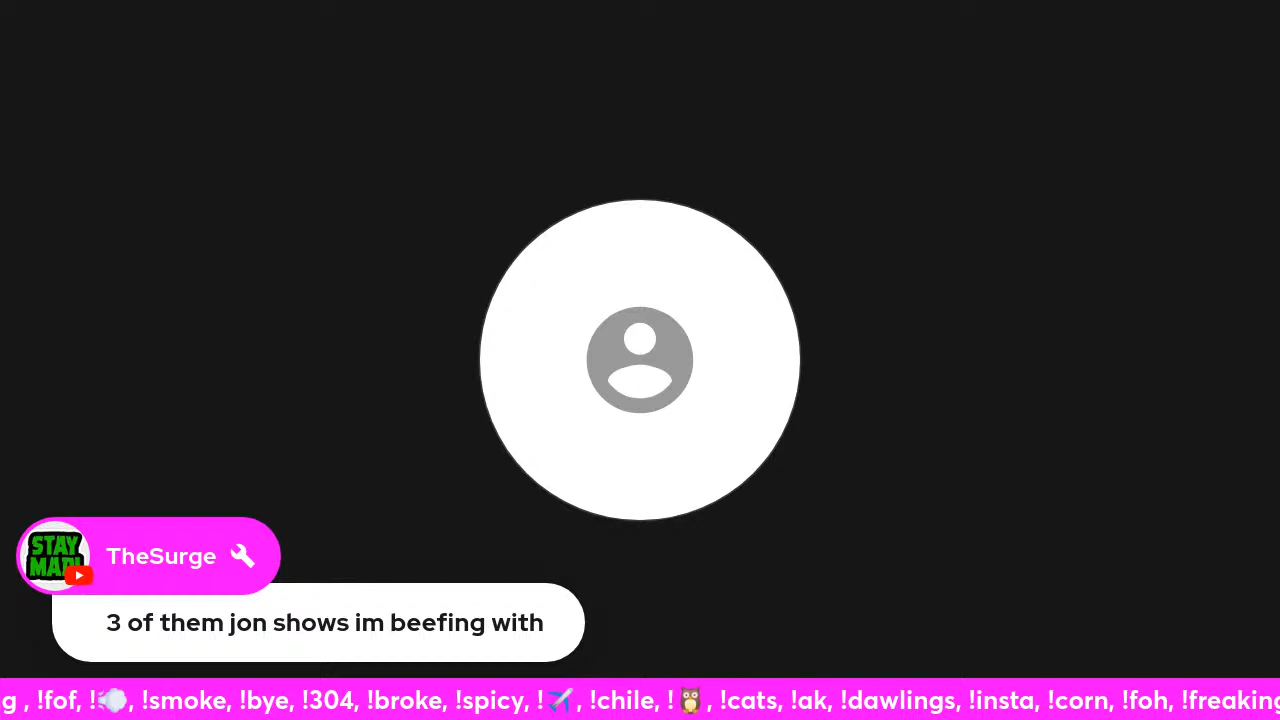 STAY
MAD!
TheSurge
3 of them jon shows im beefing with
g , !fof, !💨, !smoke, !bye, !304, !broke, !spicy, !✈️, !chile, !🦉, !cats, !ak, !dawlings, !insta, !corn, !foh, !freaking